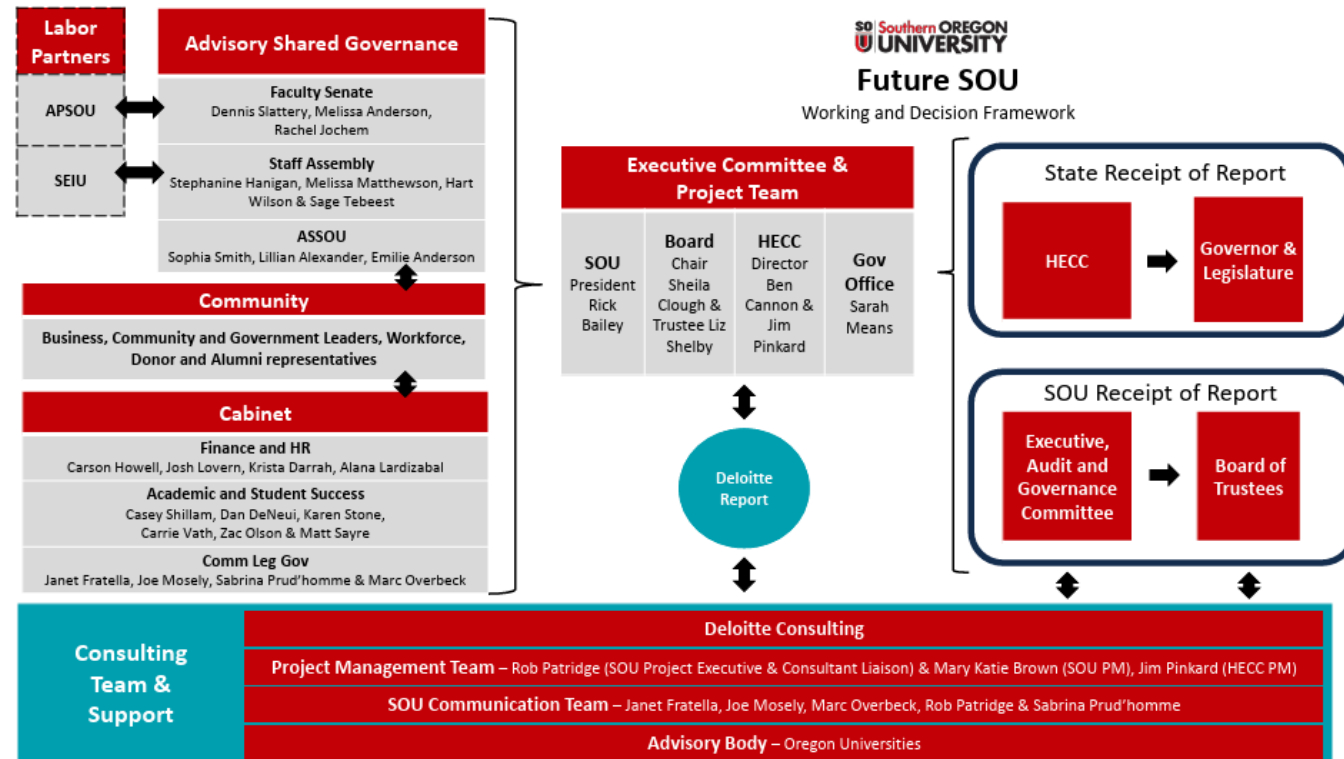 Labor
Partners
APSOU
SEIU
Advisory Shared Governance
Faculty Senate
Dennis Slattery, Melissa Anderson,
Rachel Jochem
Staff Assembly
Stephanine Hanigan, Melissa Matthewson, Hart
Wilson & Sage Tebeest
ASSOU
Sophia Smith, Lillian Alexander, Emilie Anderson
Community
Business, Community and Government Leaders, Workforce,
Donor and Alumni representatives
Cabinet
Finance and HR
Carson Howell, Josh Lovern, Krista Darrah, Alana Lardizabal
Academic and Student Success
Casey Shillam, Dan DeNeui, Karen Stone,
Carrie Vath, Zac Olson & Matt Sayre
Comm Leg Gov
Janet Fratella, Joe Mosely, Sabrina Prud’homme & Marc Overbeck
SO Southern OREGON
U UNIVERSITY
Future SOU
Working and Decision Framework
Executive Committee &
Project Team
SOU
President
Rick
Bailey
Board
Chair
Sheila
Clough &
Trustee Liz
Shelby
HECC
Director
Ben
Cannon &
Jim
Pinkard
Gov
Office
Sarah
Means
Deloitte
Report
State Receipt of Report
HECC
Governor &
Legislature
SOU Receipt of Report
Executive,
Audit and
Governance
Committee
Board of
Trustees
Consulting
Team &
Support
Deloitte Consulting
Project Management Team – Rob Patridge (SOU Project Executive & Consultant Liaison) & Mary Katie Brown (SOU PM), Jim Pinkard (HECC PM)
SOU Communication Team – Janet Fratella, Joe Mosely, Marc Overbeck, Rob Patridge & Sabrina Prud’homme
Advisory Body – Oregon Universities